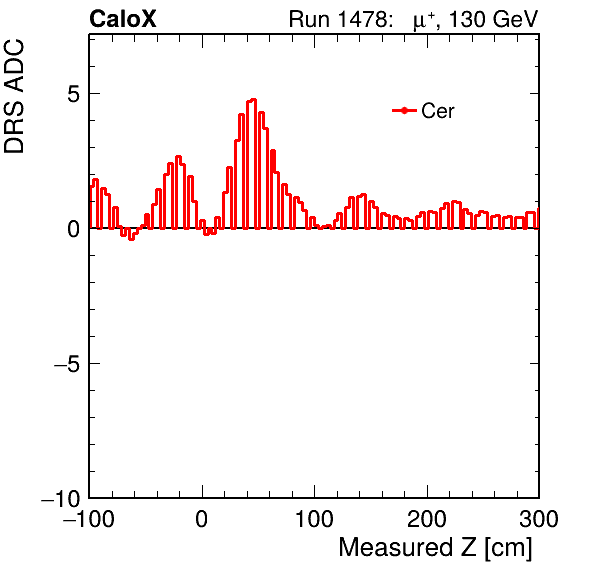 CaloX Run 1478: μ⁺, 130 GeV
DRS ADC
Cer
5
0
−5
−10
−100 0 100 200 300
Measured Z [cm]